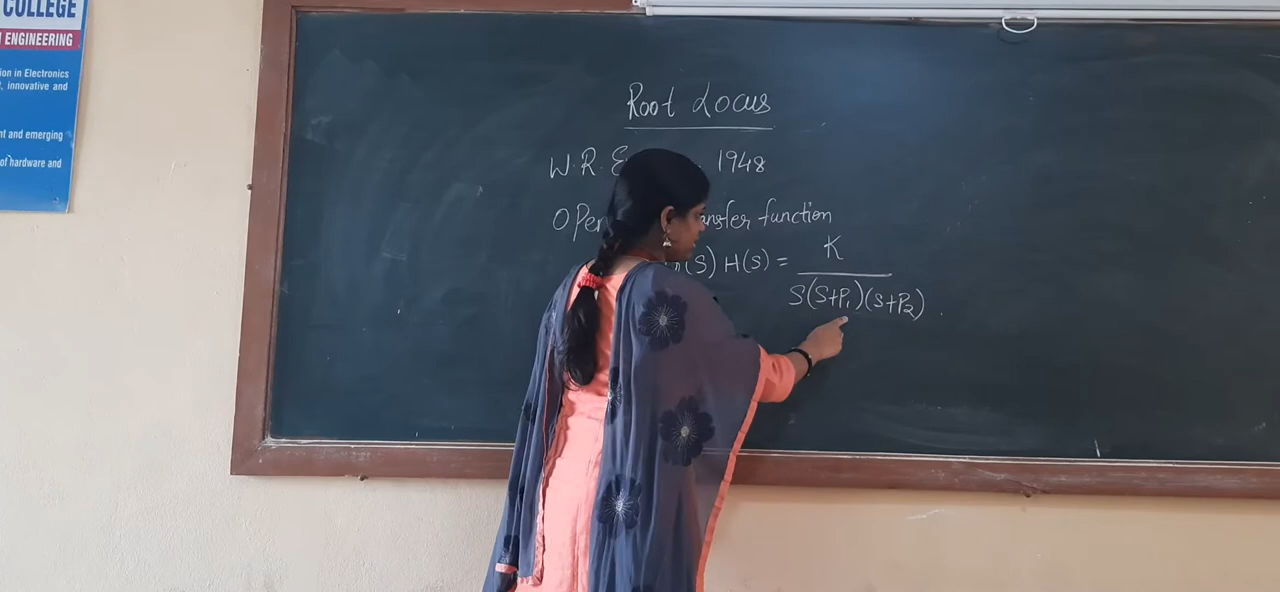 COLLEGE
ENGINEERING
ion in Electronics
, innovative and
nt and emerging
of hardware and
Root Locus
W.R. E 1948
Open nsfer function
(S) H(S) = K
S(S+P₁)(S+P₂)